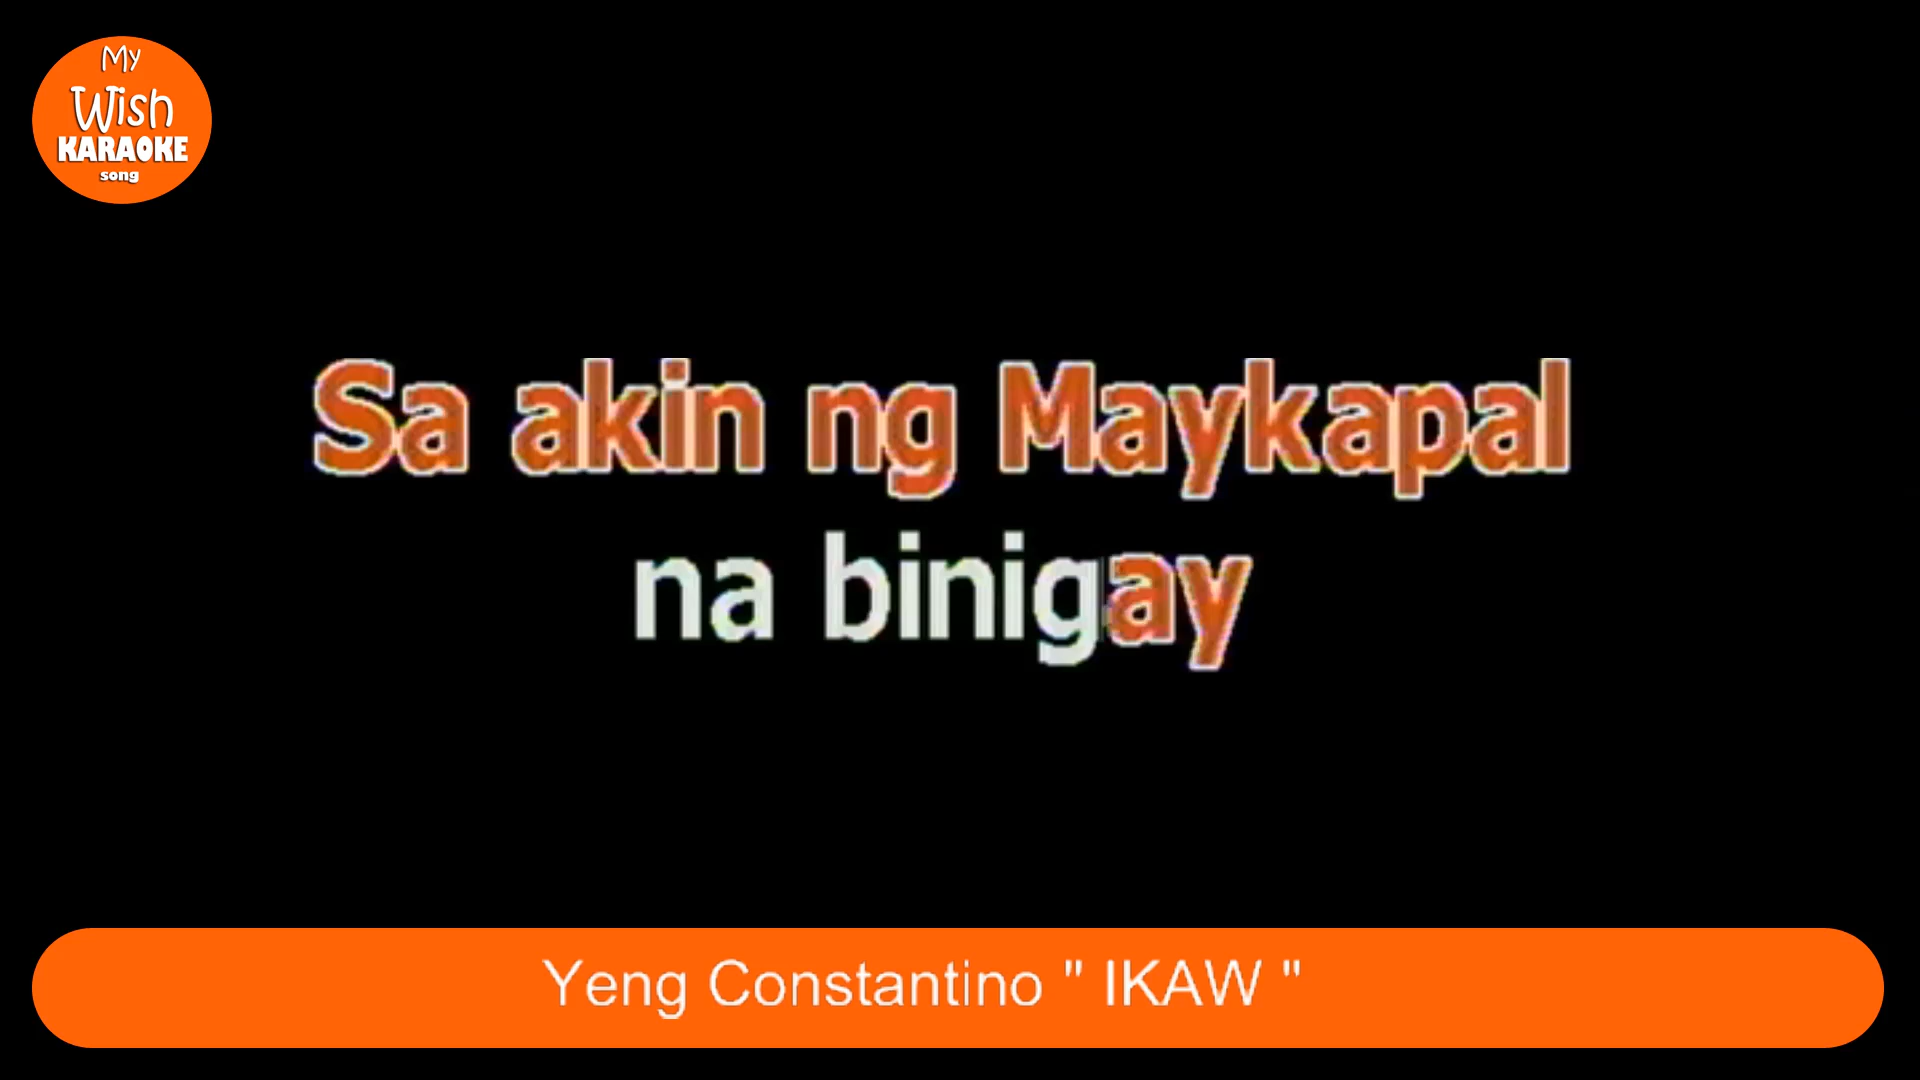 My
Wish
KARAOKE
song
Sa akin ng Maykapal
na binigay
Yeng Constantino " IKAW "